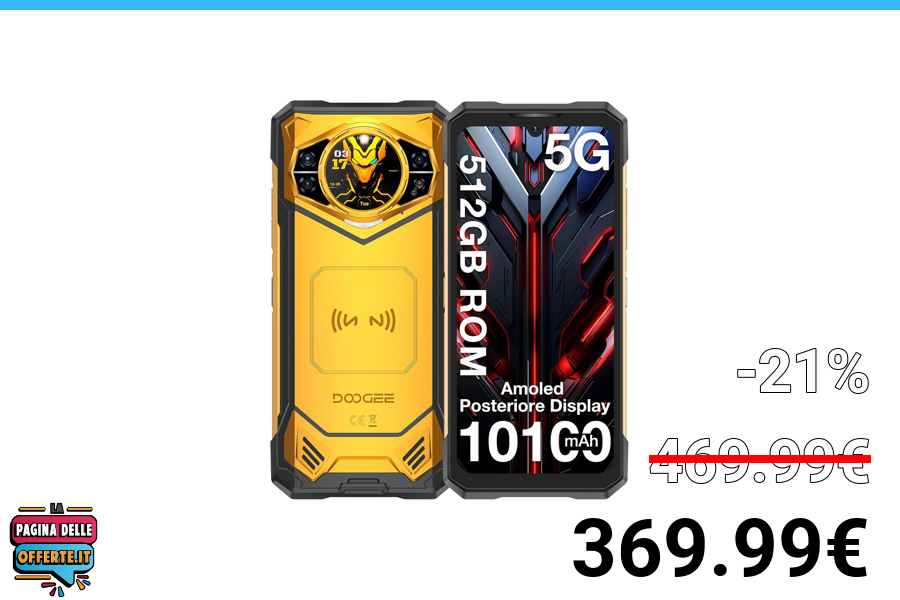 03
17
Tue
5G
512GB ROM
Amoled
Posteriore Display
10100
mAh
DOOGEE
CE
-21%
469.99€
369.99€
LA
PAGINA DELLE
OFFERTE.IT